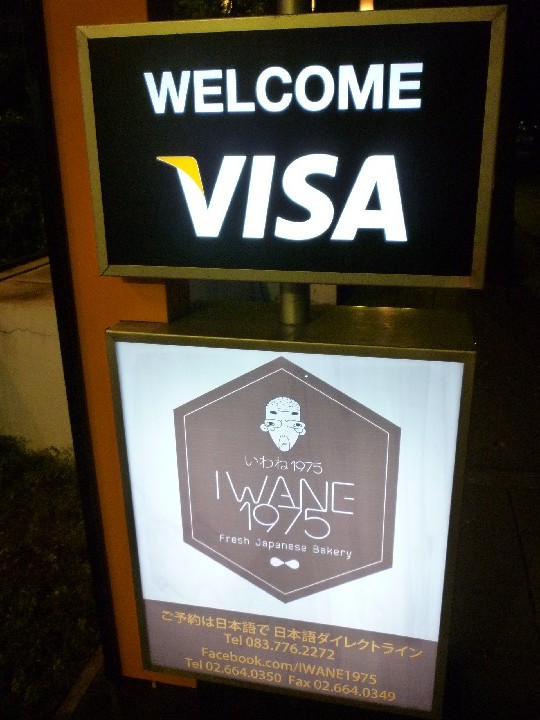 WELCOME
VISA
いわね1975
IWANE
1975
Fresh Japanese Bakery
ご予約は日本語で 日本語ダイレクトライン
Tel 083.776.2272
Facebook.com/IWANE1975
Tel 02.664.0350 Fax 02.664.0349